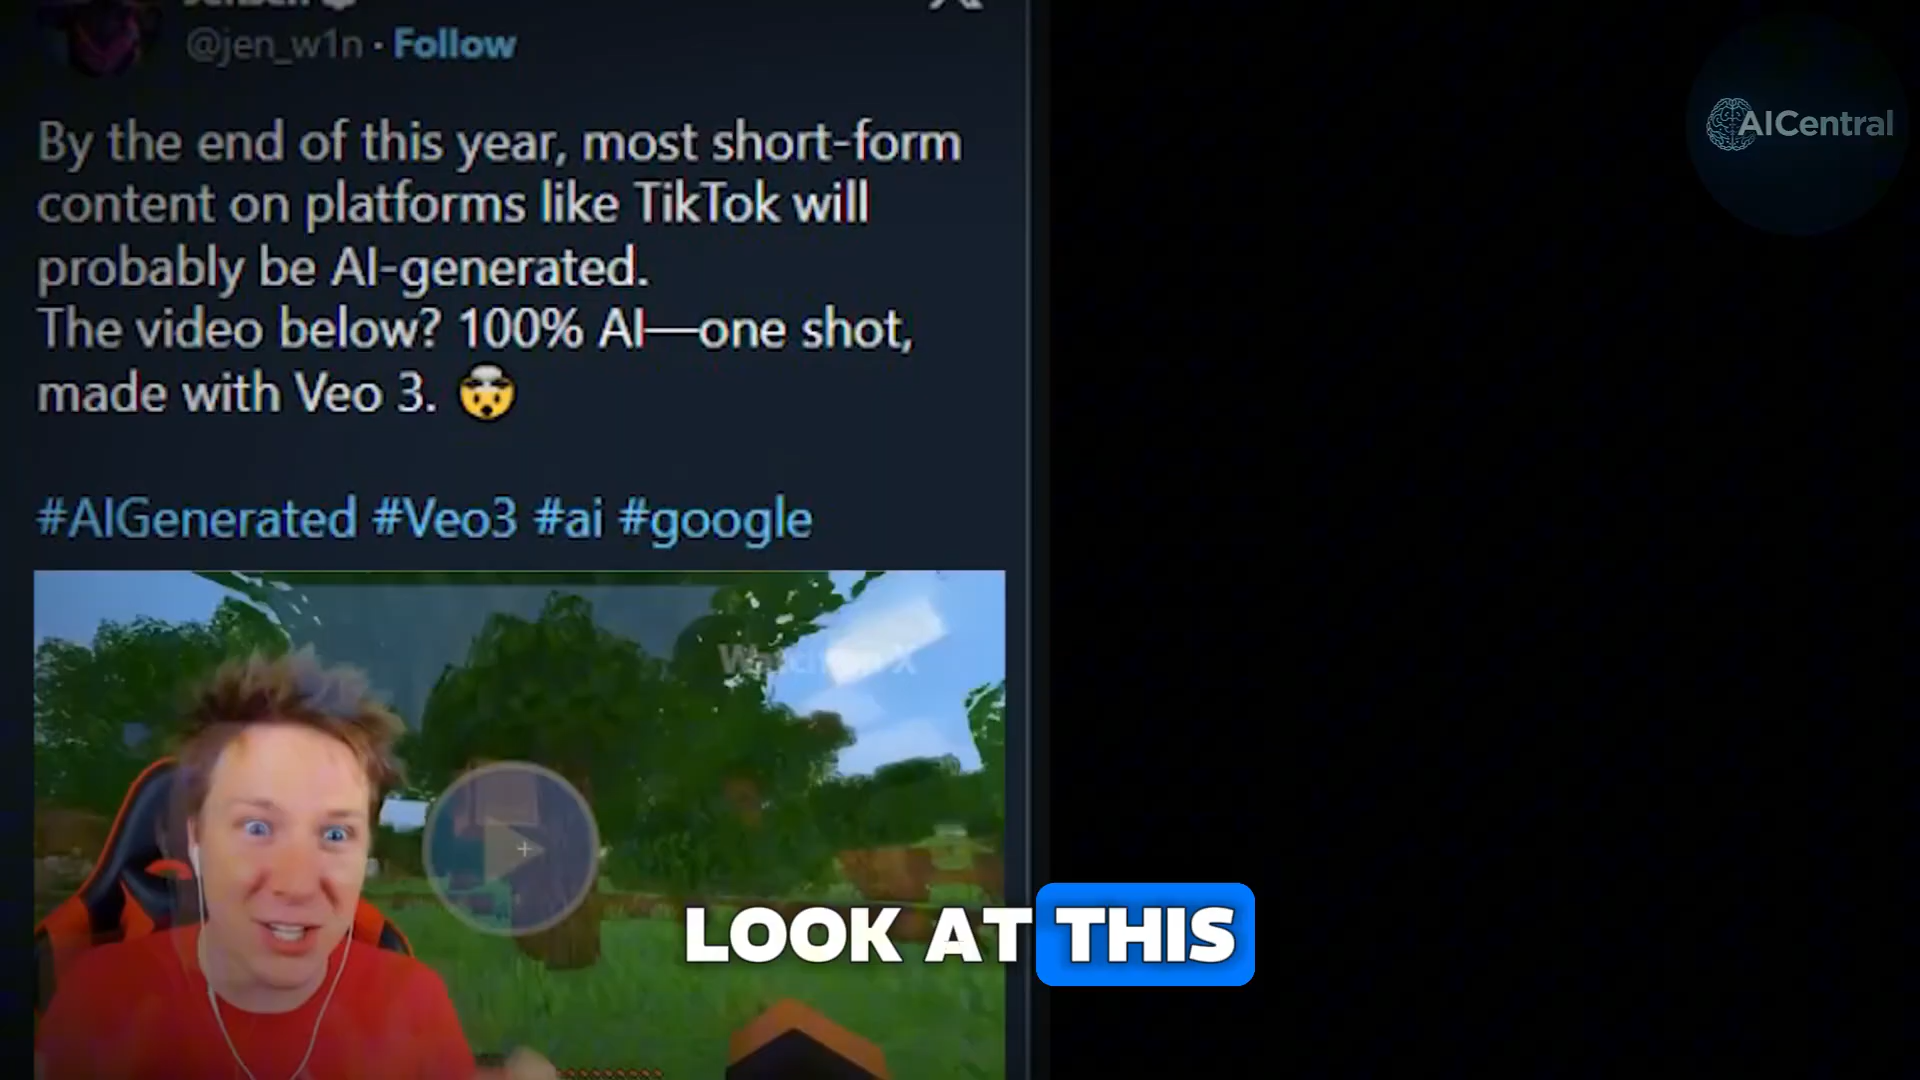 @jen_w1n · Follow
AICentral
By the end of this year, most short-form
content on platforms like TikTok will
probably be AI-generated.
The video below? 100% AI—one shot,
made with Veo 3. 🤯
#AIGenerated #Veo3 #ai #google
Watch on X
LOOK AT THIS